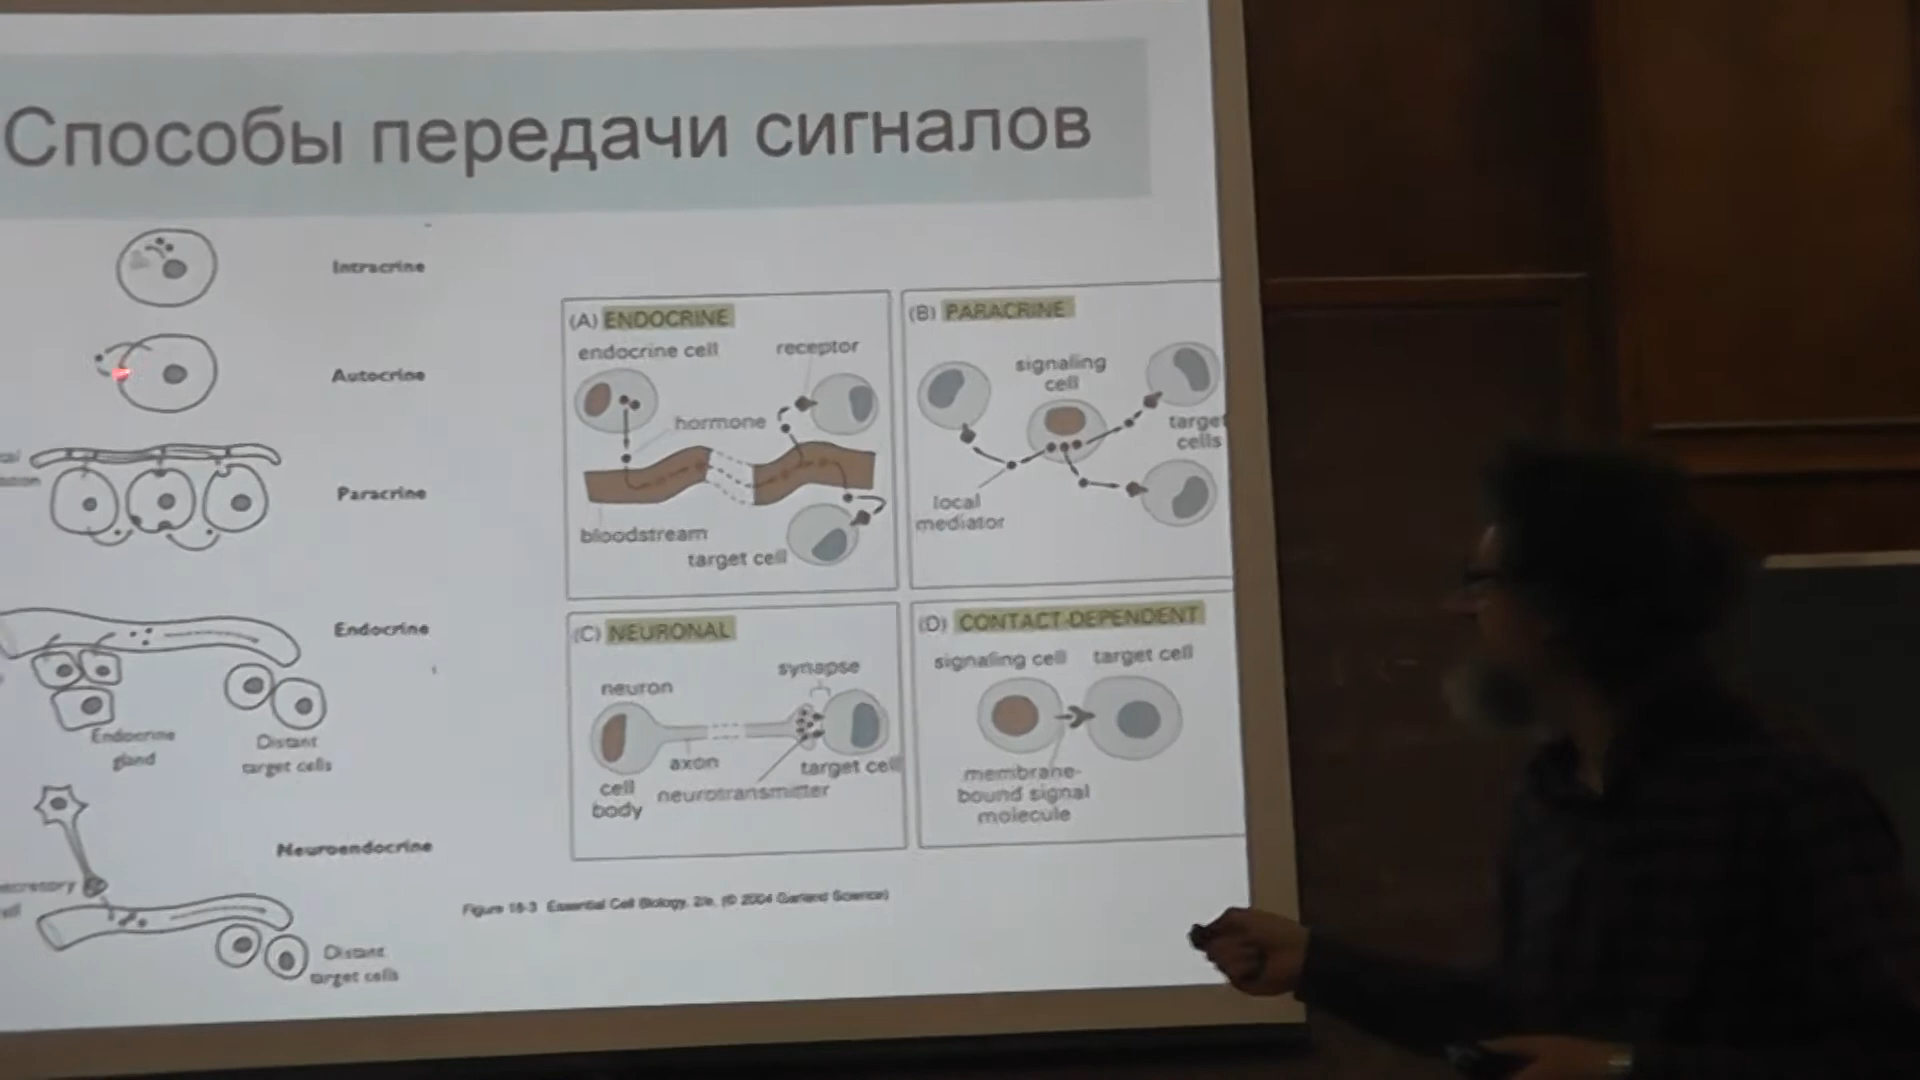 Способы передачи сигналов
Intracrine
Autocrine
Paracrine
Endocrine
Endocrine
gland
Distant
target cells
Neuroendocrine
Distant
target cells
(A) ENDOCRINE
endocrine cell
receptor
hormone
bloodstream
target cell
(B) PARACRINE
signaling
cell
target
cells
local
mediator
(C) NEURONAL
synapse
neuron
axon
target cell
cell
body
neurotransmitter
(D) CONTACT-DEPENDENT
signaling cell
target cell
membrane-
bound signal
molecule
Figure 16-3 Essential Cell Biology, 2/e. (© 2004 Garland Science)